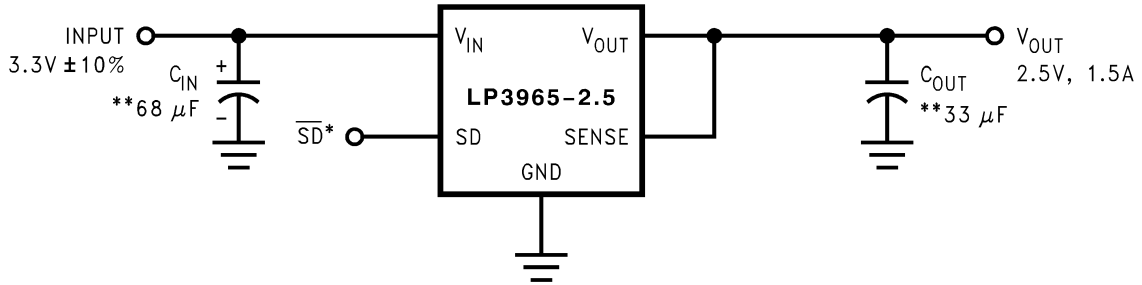 INPUT
3.3V ±10%
C_IN
+
**68 μF
−
S̅D̅*
V_IN
V_OUT
LP3965-2.5
SD
SENSE
GND
C_OUT
**33 μF
V_OUT
2.5V, 1.5A